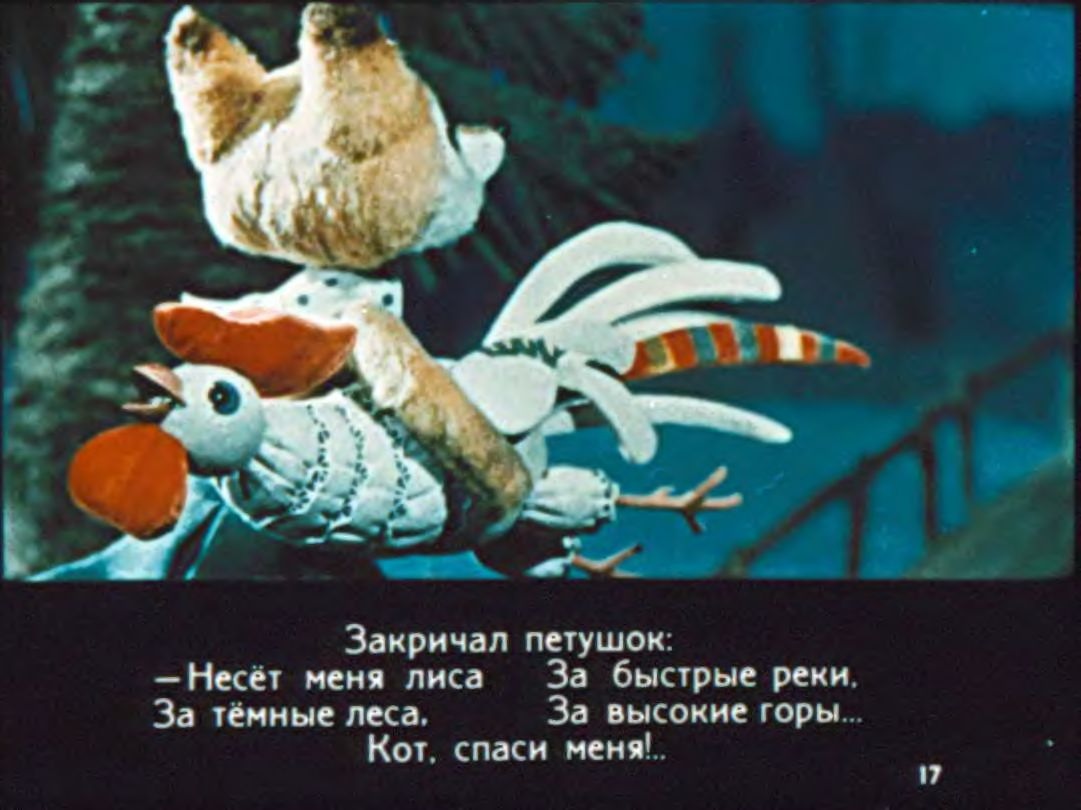 Закричал петушок:
—Несёт меня лиса За быстрые реки,
За тёмные леса, За высокие горы...
Кот, спаси меня!..
17